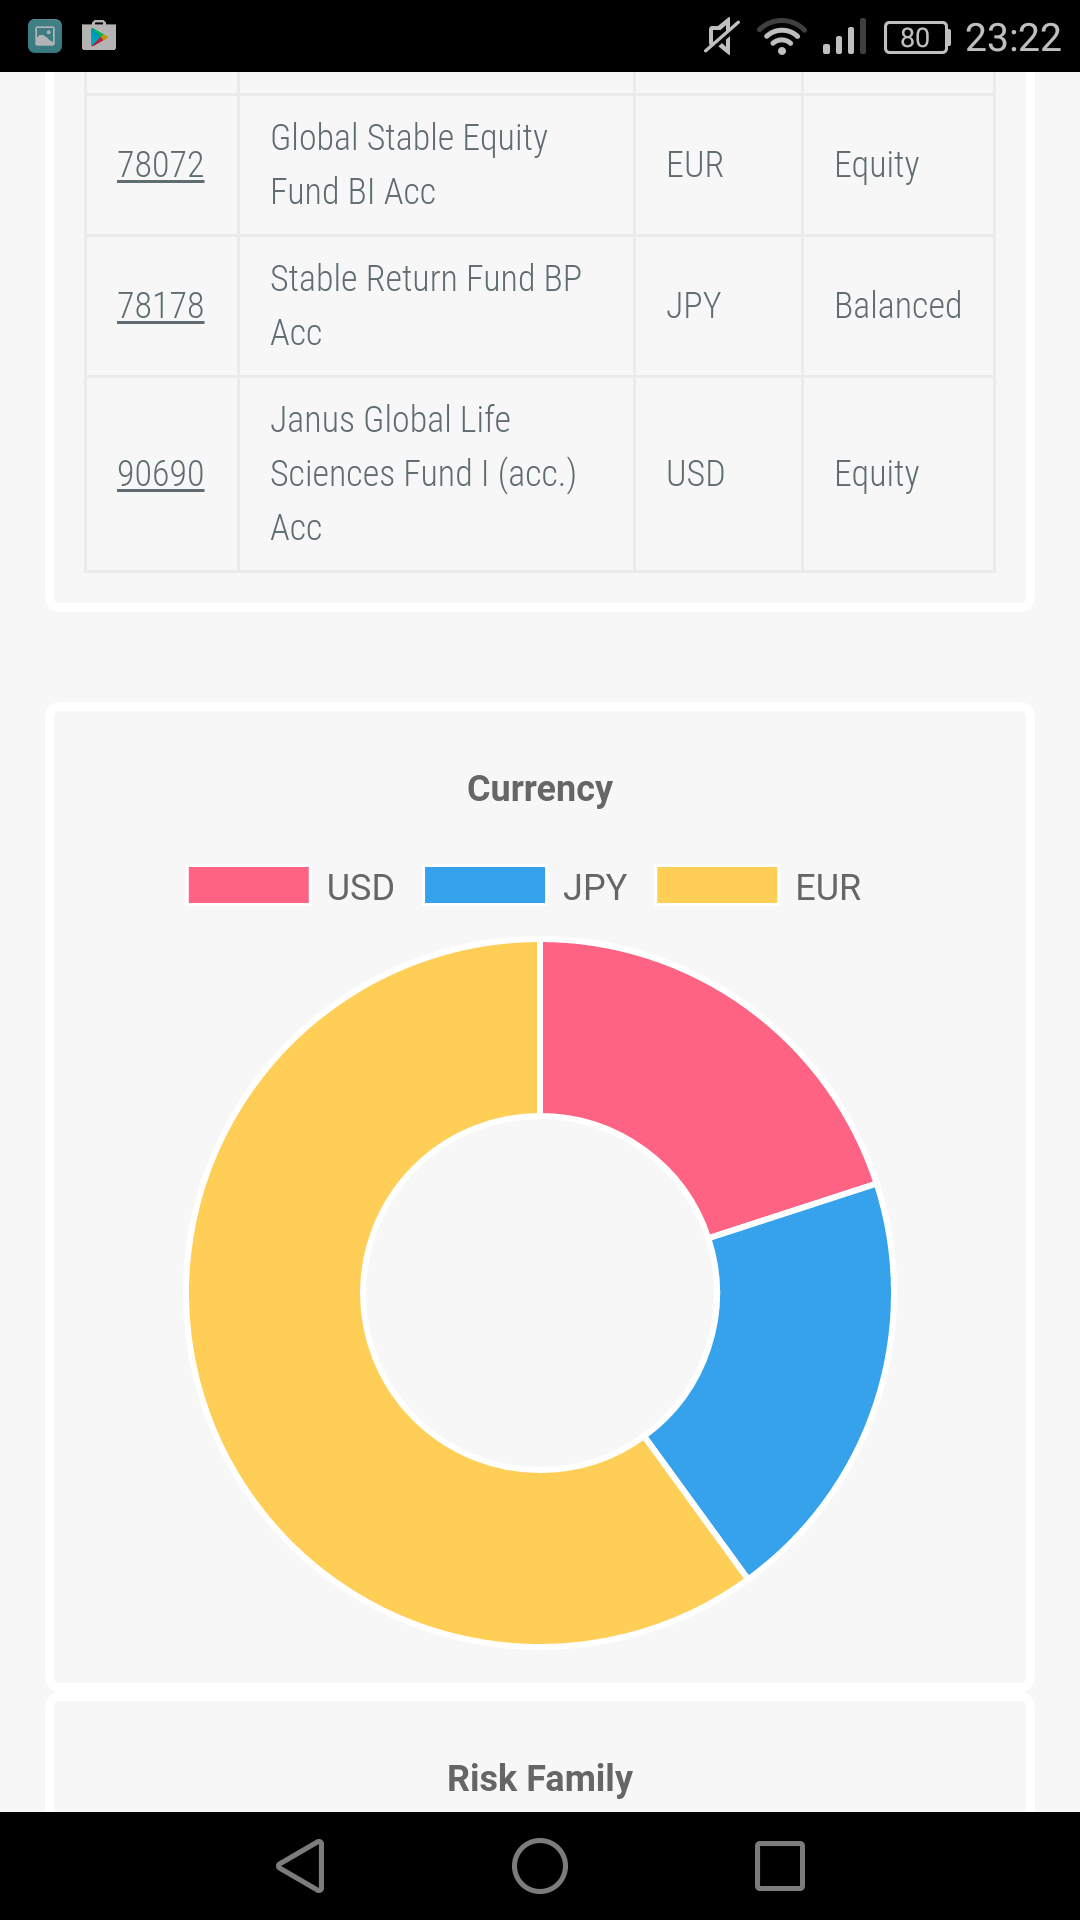 80 23:22
78072
Global Stable Equity
Fund BI Acc
EUR
Equity
78178
Stable Return Fund BP
Acc
JPY
Balanced
90690
Janus Global Life
Sciences Fund I (acc.)
Acc
USD
Equity
Currency
USD JPY EUR
Risk Family